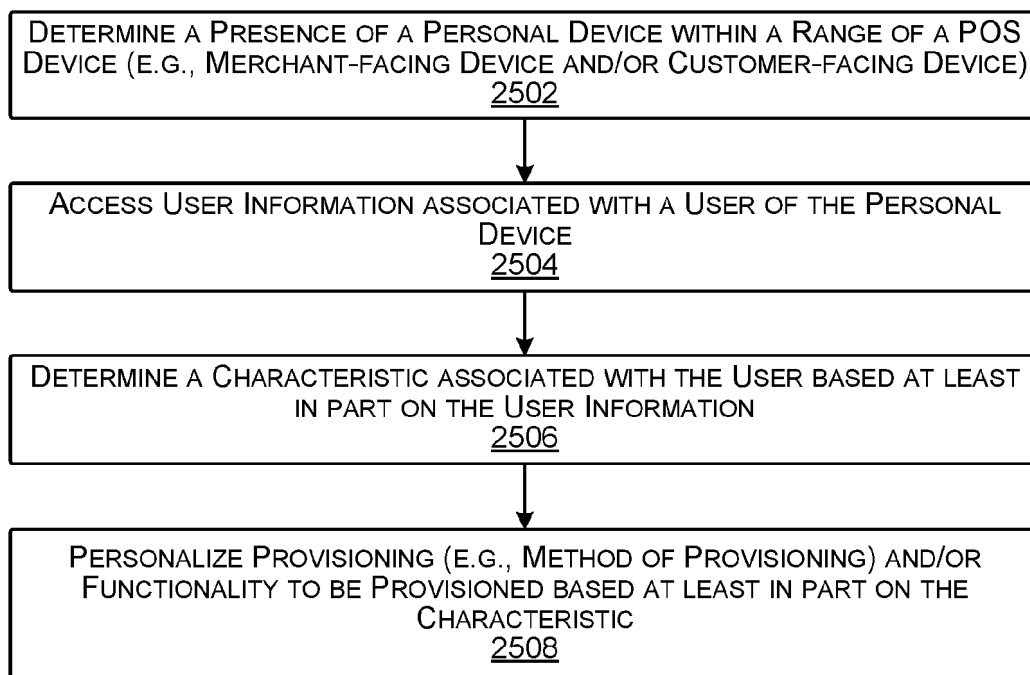 DETERMINE A PRESENCE OF A PERSONAL DEVICE WITHIN A RANGE OF A POS
DEVICE (E.G., MERCHANT-FACING DEVICE AND/OR CUSTOMER-FACING DEVICE)
2502
ACCESS USER INFORMATION ASSOCIATED WITH A USER OF THE PERSONAL
DEVICE
2504
DETERMINE A CHARACTERISTIC ASSOCIATED WITH THE USER BASED AT LEAST
IN PART ON THE USER INFORMATION
2506
PERSONALIZE PROVISIONING (E.G., METHOD OF PROVISIONING) AND/OR
FUNCTIONALITY TO BE PROVISIONED BASED AT LEAST IN PART ON THE
CHARACTERISTIC
2508